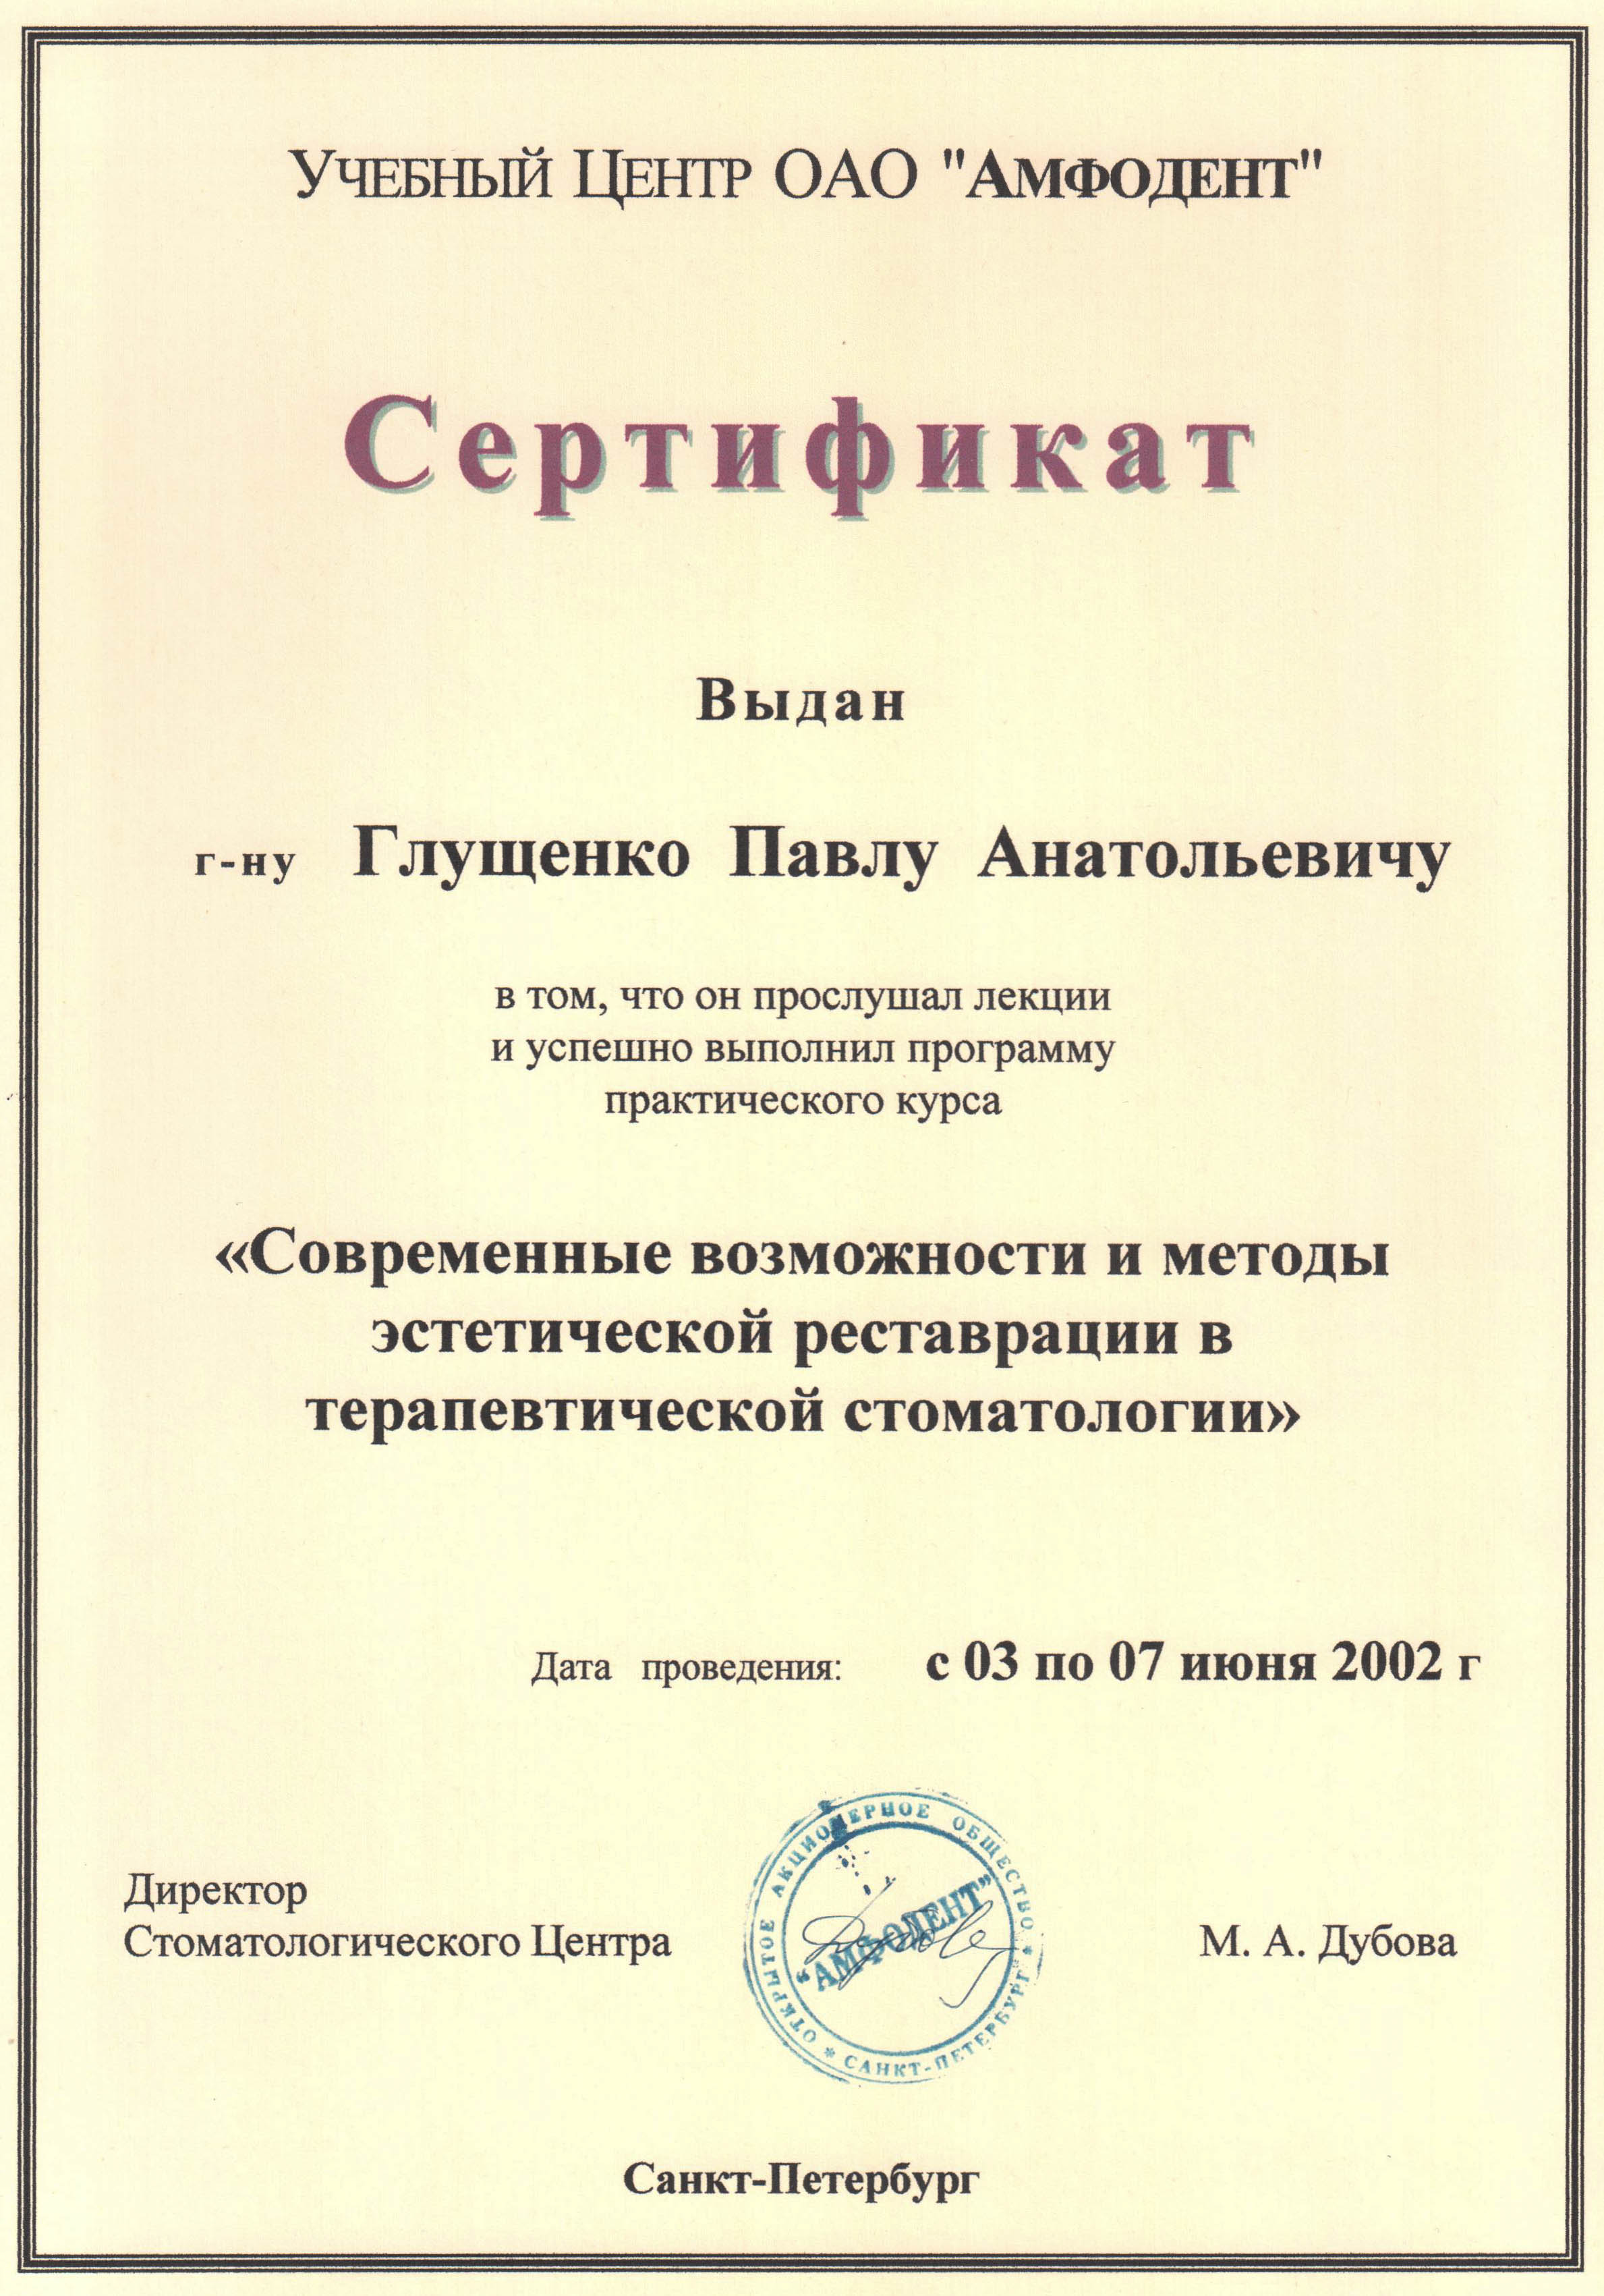 Учебный Центр ОАО "Амфодент"
Сертификат
Выдан
г-ну Глущенко Павлу Анатольевичу
в том, что он прослушал лекции
и успешно выполнил программу
практического курса
«Современные возможности и методы
эстетической реставрации в
терапевтической стоматологии»
Дата проведения: с 03 по 07 июня 2002 г
ОТКРЫТОЕ АКЦИОНЕРНОЕ ОБЩЕСТВО * САНКТ-ПЕТЕРБУРГ *
"АМФОДЕНТ"
Директор
Стоматологического Центра М. А. Дубова
Санкт-Петербург